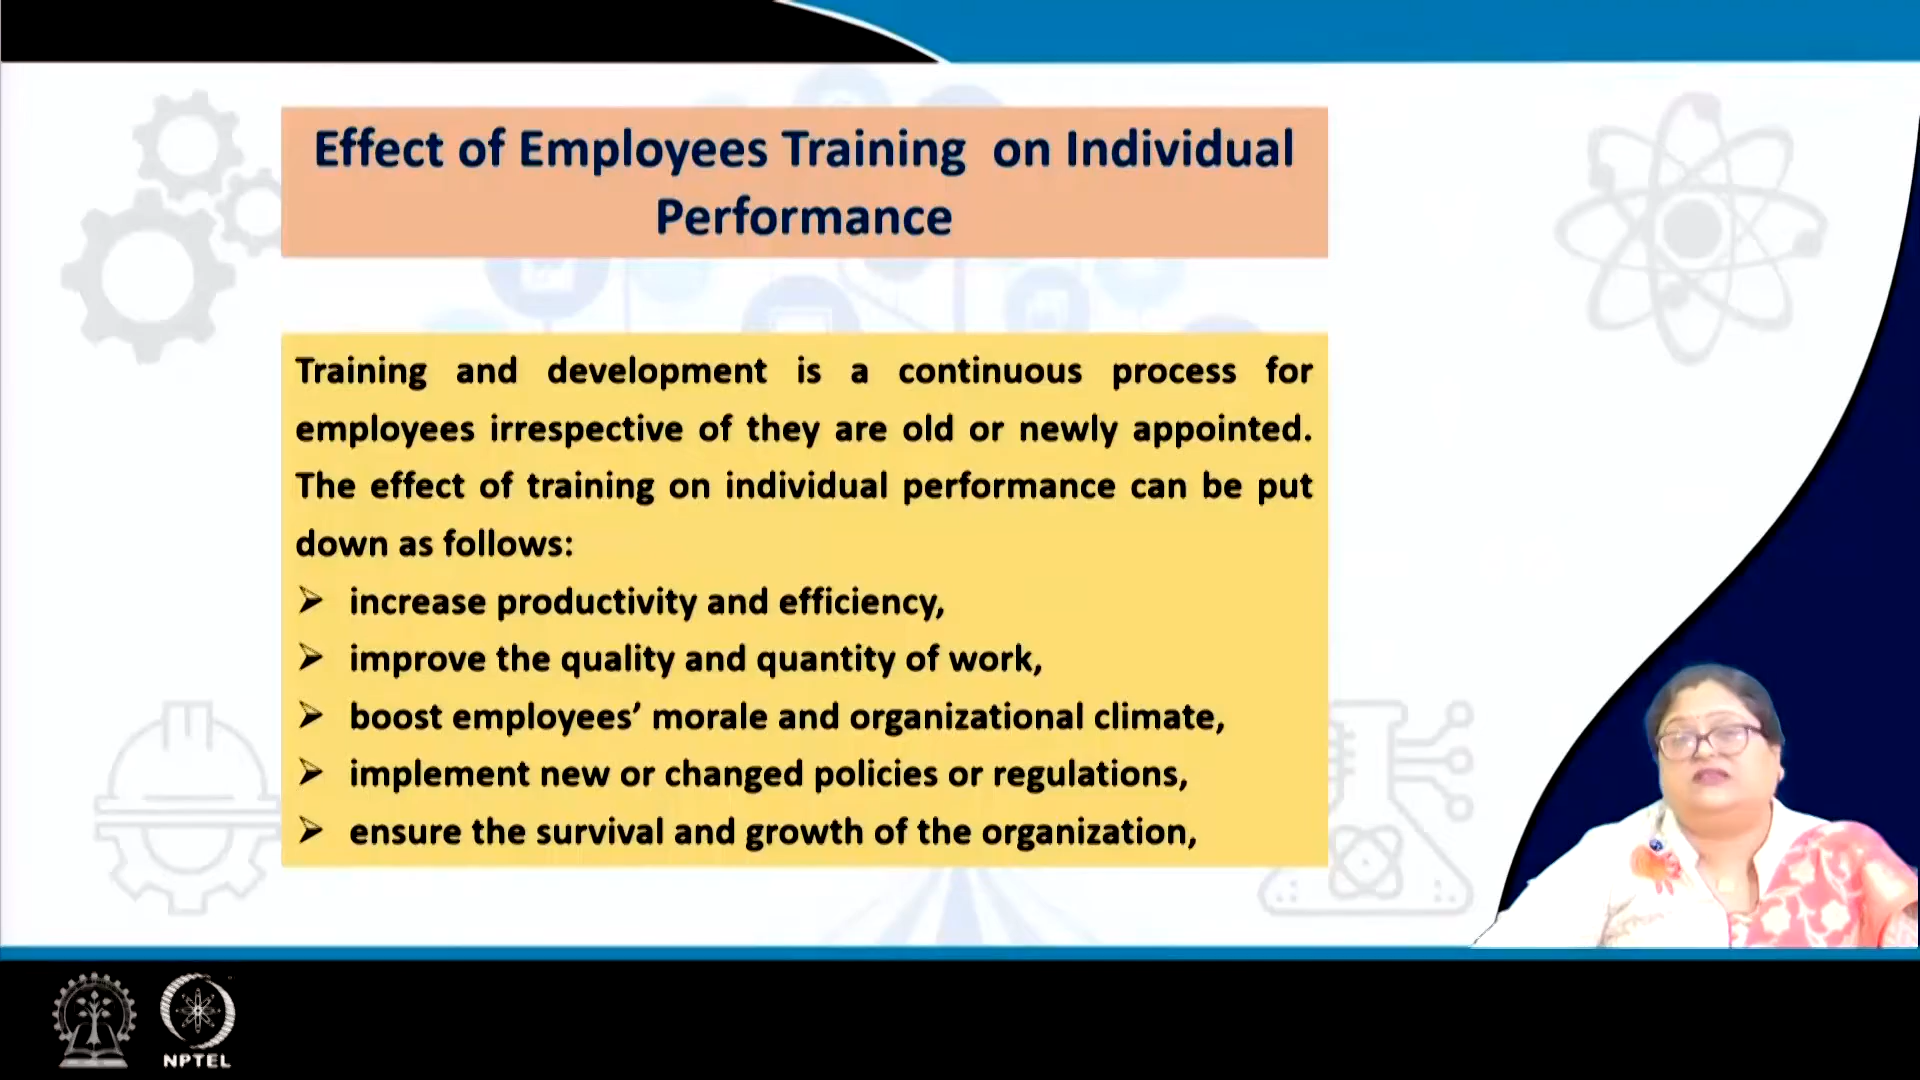 Effect of Employees Training on Individual
Performance
Training and development is a continuous process for
employees irrespective of they are old or newly appointed.
The effect of training on individual performance can be put
down as follows:
➢ increase productivity and efficiency,
➢ improve the quality and quantity of work,
➢ boost employees’ morale and organizational climate,
➢ implement new or changed policies or regulations,
➢ ensure the survival and growth of the organization,
NPTEL